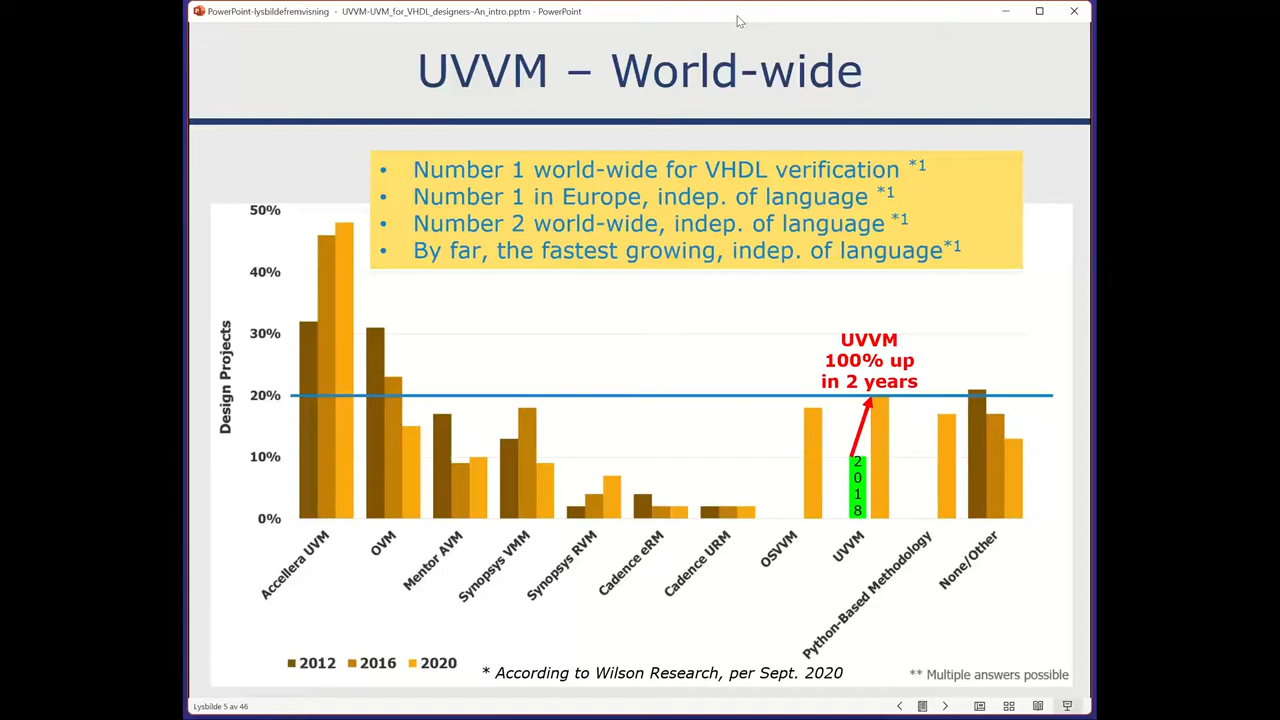 PowerPoint-lysbildefremvisning - UVVM-UVM_for_VHDL_designers–An_intro.pptm - PowerPoint
UVVM – World-wide
• Number 1 world-wide for VHDL verification *1
• Number 1 in Europe, indep. of language *1
• Number 2 world-wide, indep. of language *1
• By far, the fastest growing, indep. of language*1
50%
40%
30%
20%
10%
0%
Design Projects
UVVM
100% up
in 2 years
2018
Accellera UVM
OVM
Mentor AVM
Synopsys VMM
Synopsys RVM
Cadence eRM
Cadence URM
OSVVM
UVVM
Python-Based Methodology
None/Other
2012 2016 2020
* According to Wilson Research, per Sept. 2020
** Multiple answers possible
Lysbilde 5 av 46